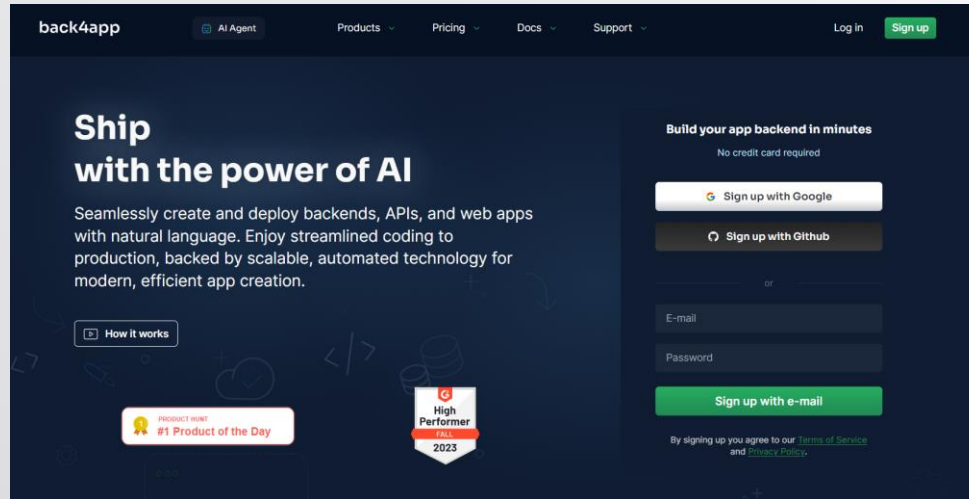 back4app
AI Agent
Products
Pricing
Docs
Support
Log in
Sign up
Ship
with the power of AI
Seamlessly create and deploy backends, APIs, and web apps
with natural language. Enjoy streamlined coding to
production, backed by scalable, automated technology for
modern, efficient app creation.
How it works
PRODUCT HUNT
#1 Product of the Day
High
Performer
FALL
2023
Build your app backend in minutes
No credit card required
Sign up with Google
Sign up with Github
or
E-mail
Password
Sign up with e-mail
By signing up you agree to our Terms of Service
and Privacy Policy.